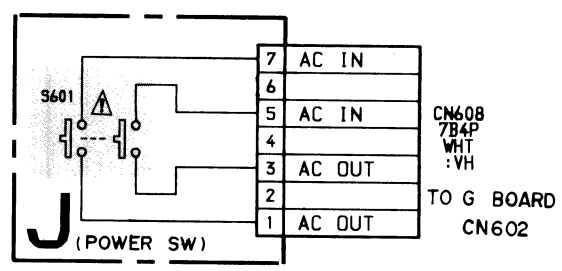 7 AC IN
6
S601
5 AC IN
4
3 AC OUT
2
1 AC OUT
CN608
7B4P
WHT
:VH
TO G BOARD
CN602
J
(POWER SW)